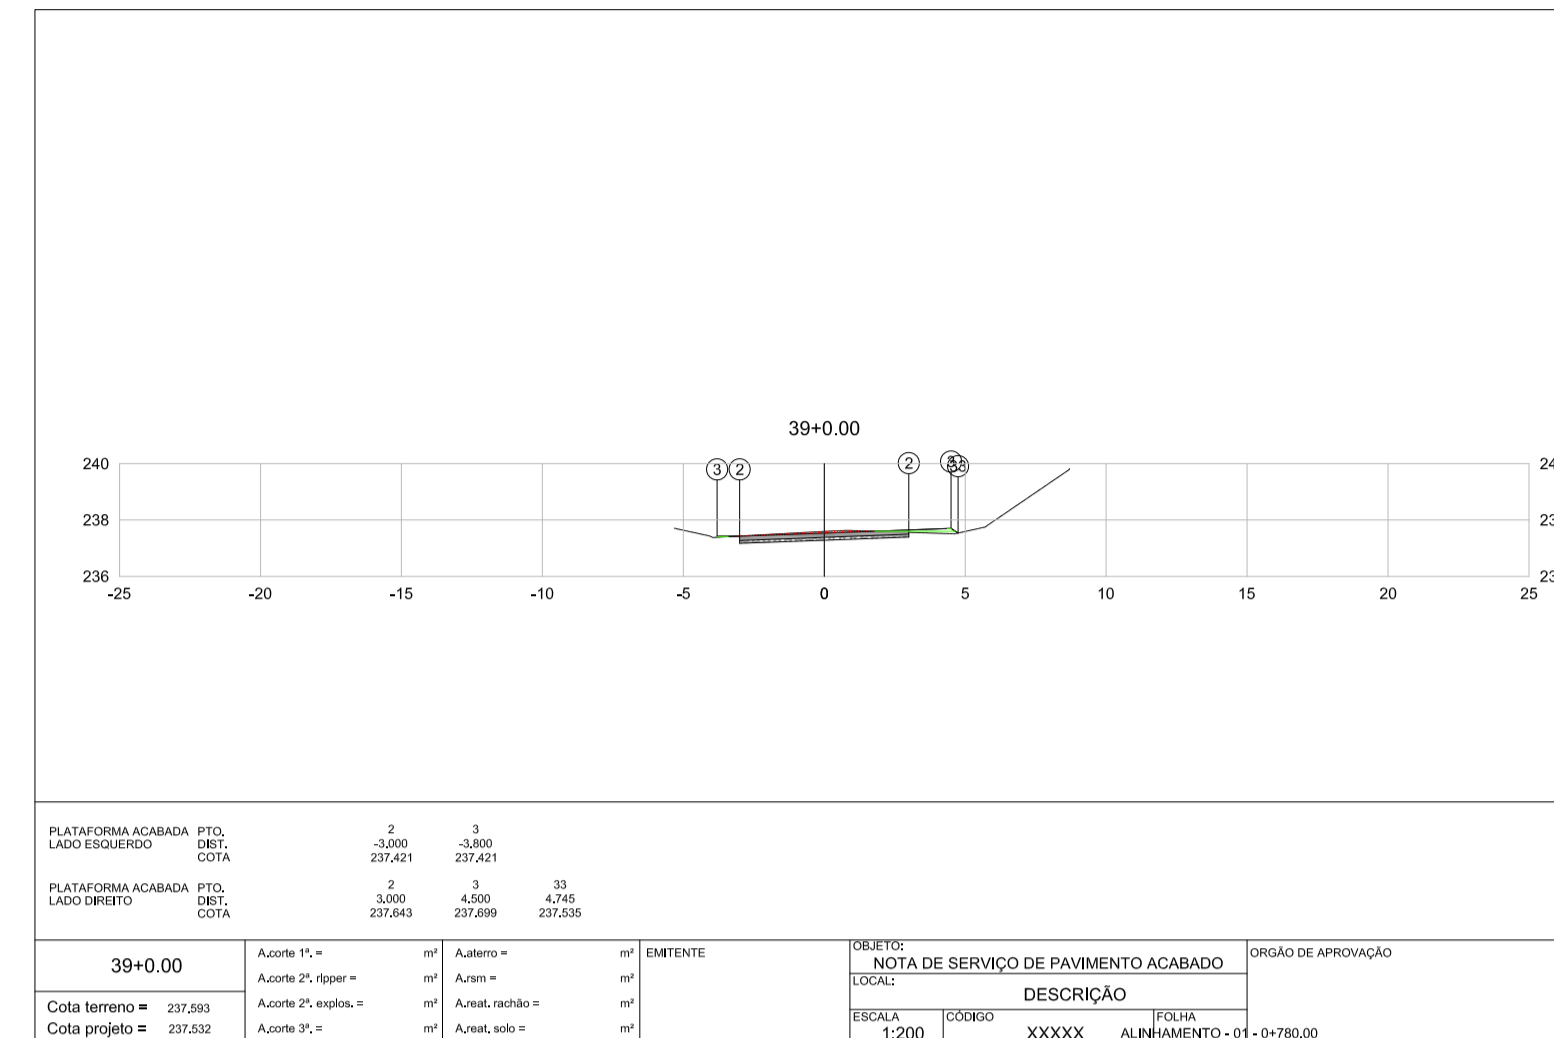 39+0.00
3 2 2 3 33
240 24
238 23
236 23
-25 -20 -15 -10 -5 0 5 10 15 20 25
PLATAFORMA ACABADA PTO. 2 3
LADO ESQUERDO DIST. -3.000 -3.800
COTA 237.421 237.421
PLATAFORMA ACABADA PTO. 2 3 33
LADO DIREITO DIST. 3.000 4.500 4.745
COTA 237.643 237.699 237.535
39+0.00
Cota terreno = 237.593
Cota projeto = 237.532
A.corte 1ª. = m²
A.corte 2ª. ripper = m²
A.corte 2ª. explos. = m²
A.corte 3ª. = m²
A.aterro = m²
A.rsm = m²
A.reat. rachão = m²
A.reat. solo = m²
EMITENTE
OBJETO:
NOTA DE SERVIÇO DE PAVIMENTO ACABADO
LOCAL:
DESCRIÇÃO
ESCALA CÓDIGO FOLHA
1:200 XXXXX ALINHAMENTO - 01 - 0+780.00
ORGÃO DE APROVAÇÃO